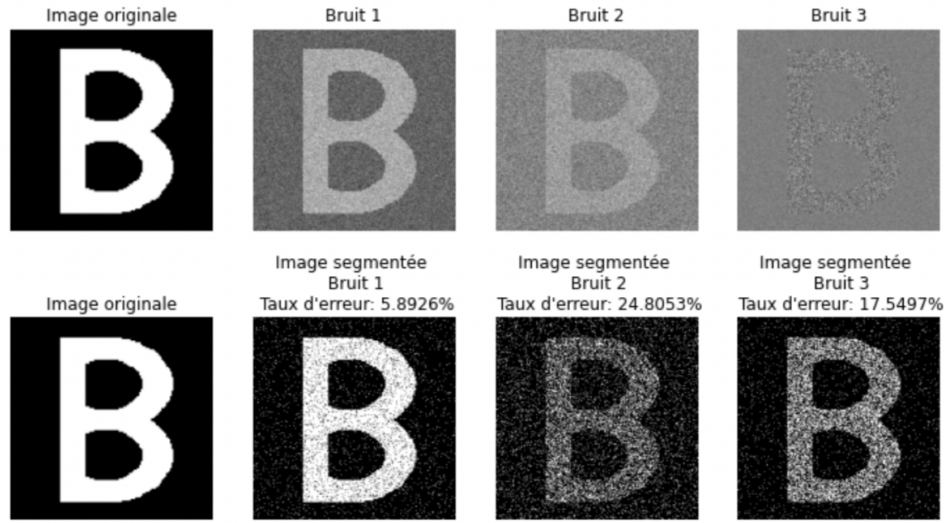 Image originale
Bruit 1
Bruit 2
Bruit 3
B
B
B
B
Image originale
Image segmentée
Bruit 1
Taux d'erreur: 5.8926%
Image segmentée
Bruit 2
Taux d'erreur: 24.8053%
Image segmentée
Bruit 3
Taux d'erreur: 17.5497%
B
B
B
B